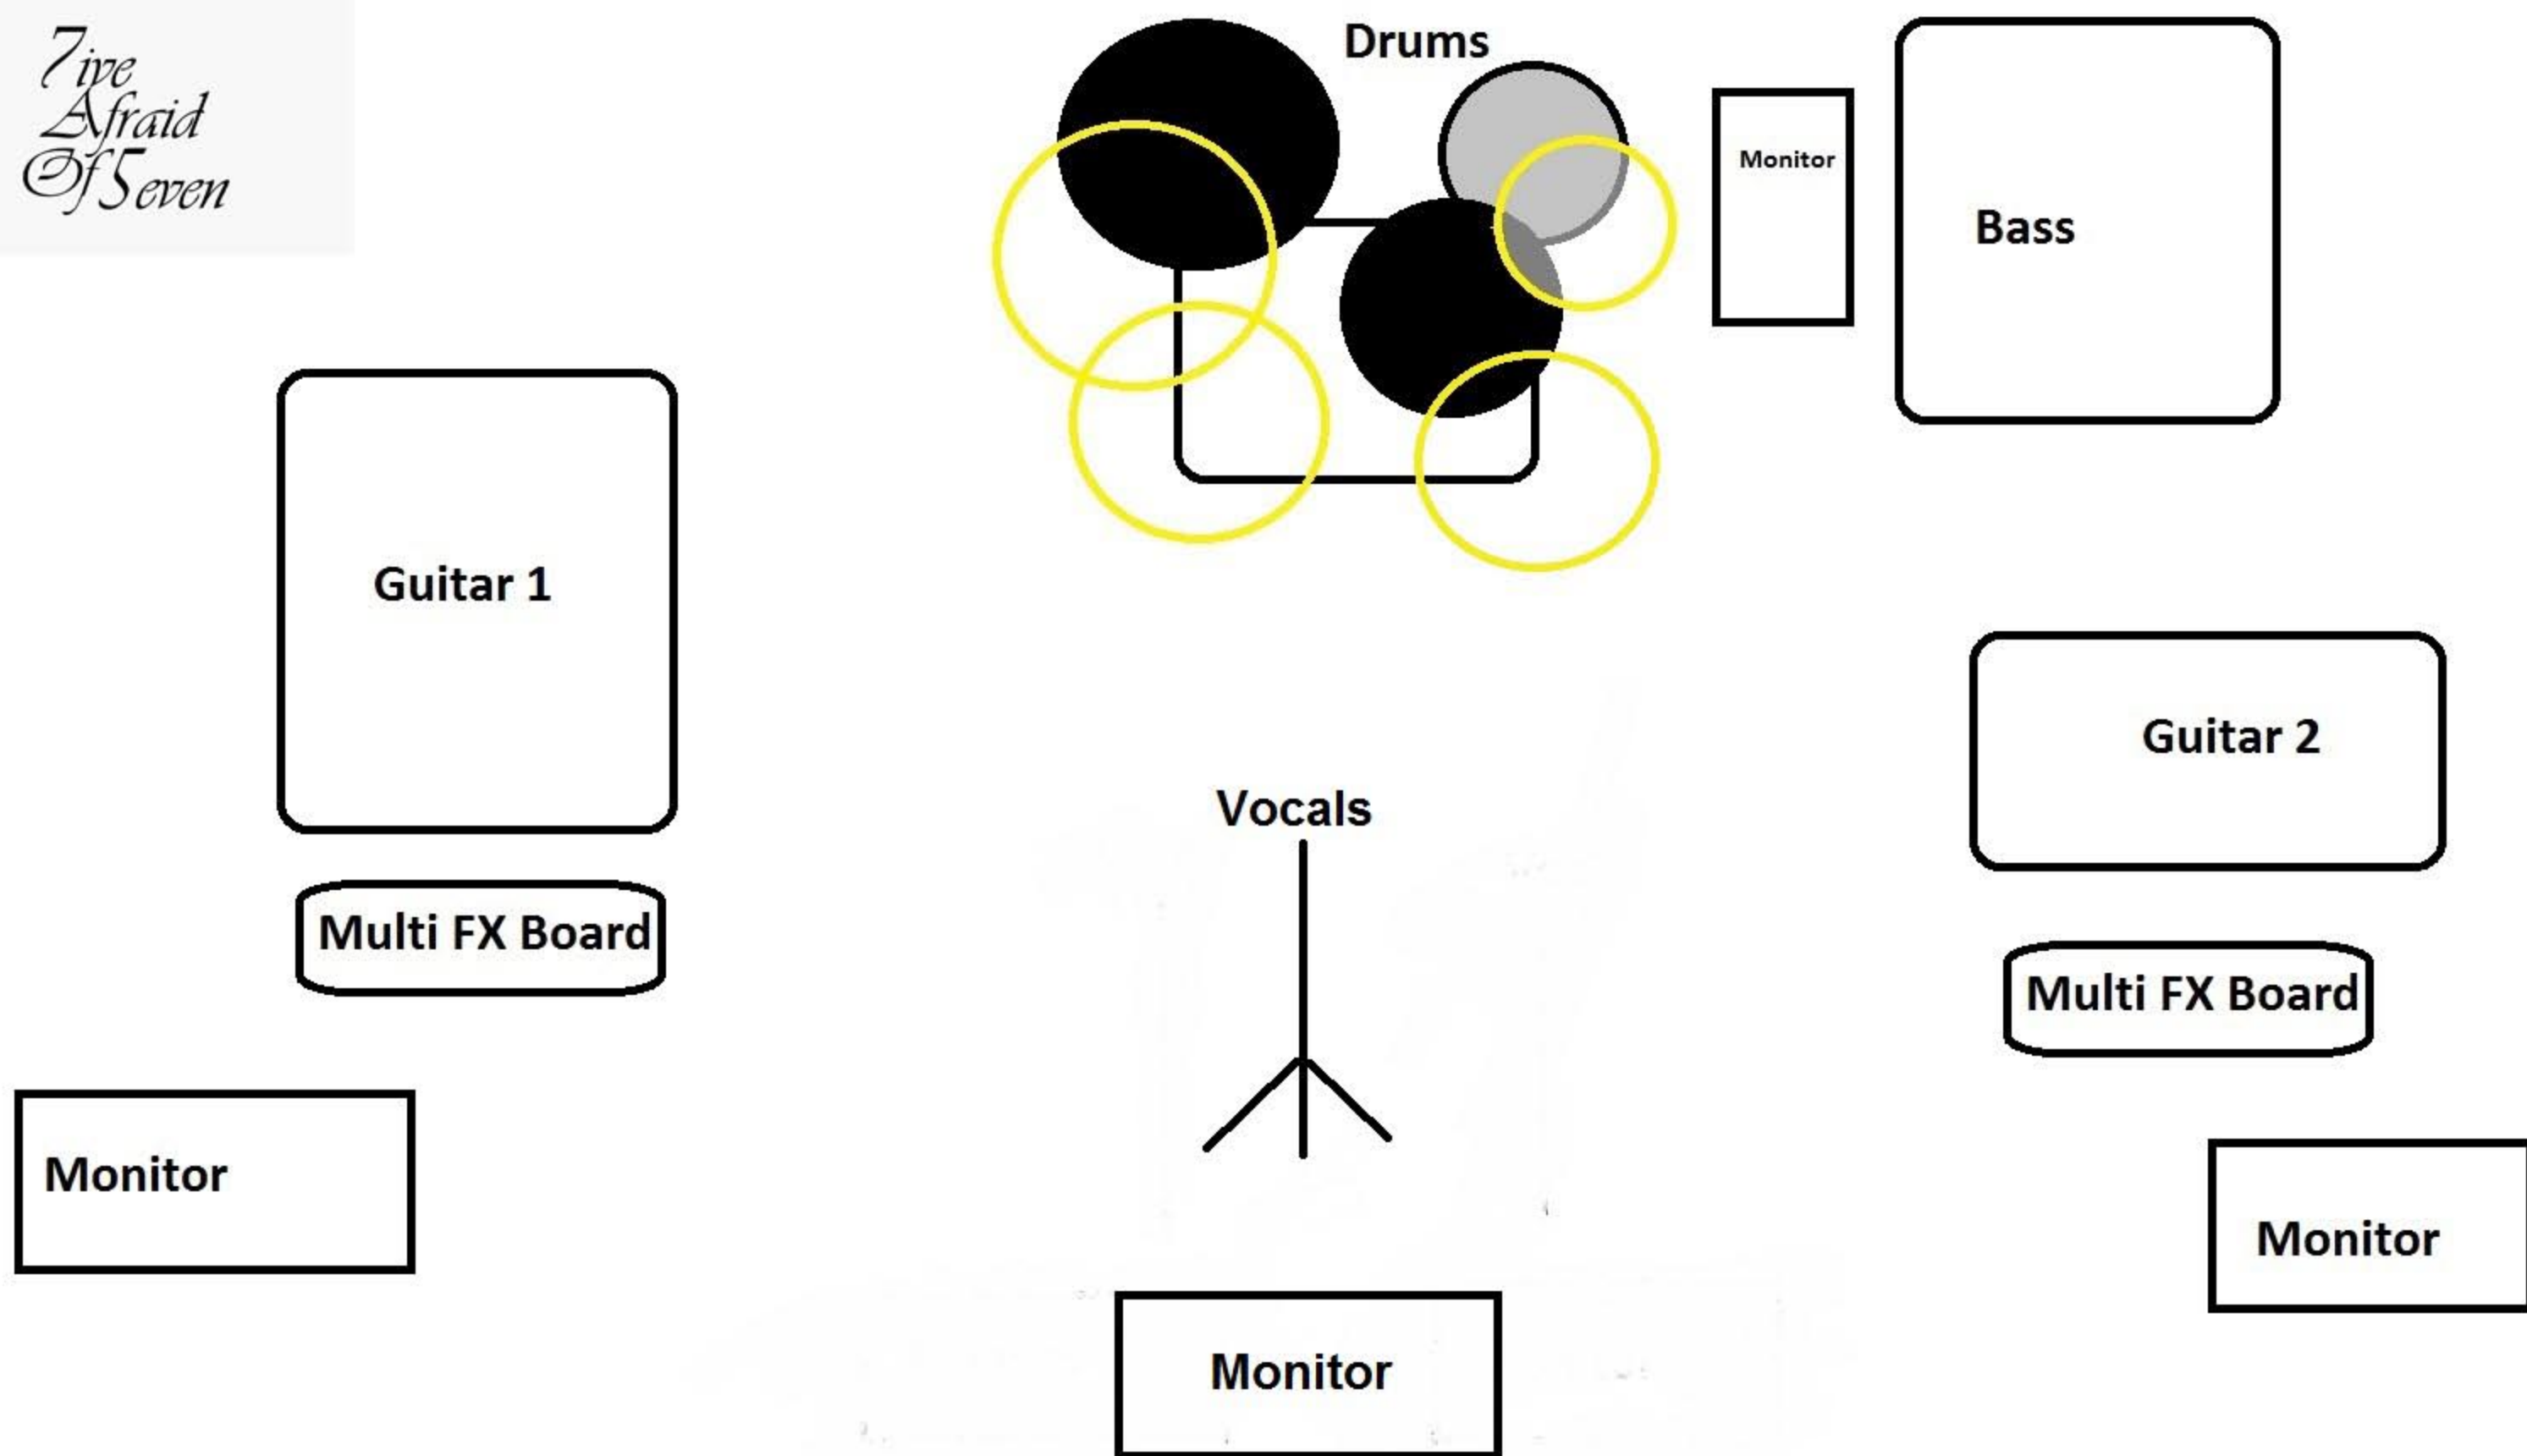 7ive
Afraid
Of 5even
Drums
Monitor
Bass
Guitar 1
Guitar 2
Vocals
Multi FX Board
Multi FX Board
Monitor
Monitor
Monitor